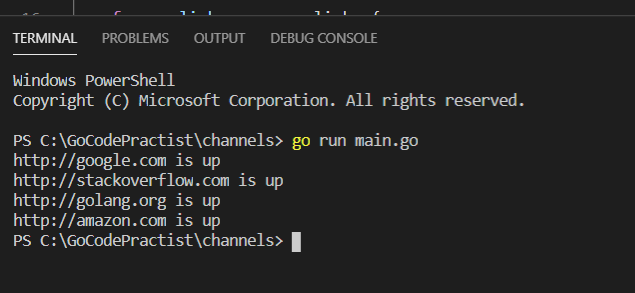 TERMINAL PROBLEMS OUTPUT DEBUG CONSOLE
Windows PowerShell
Copyright (C) Microsoft Corporation. All rights reserved.
PS C:\GoCodePractist\channels> go run main.go
http://google.com is up
http://stackoverflow.com is up
http://golang.org is up
http://amazon.com is up
PS C:\GoCodePractist\channels>